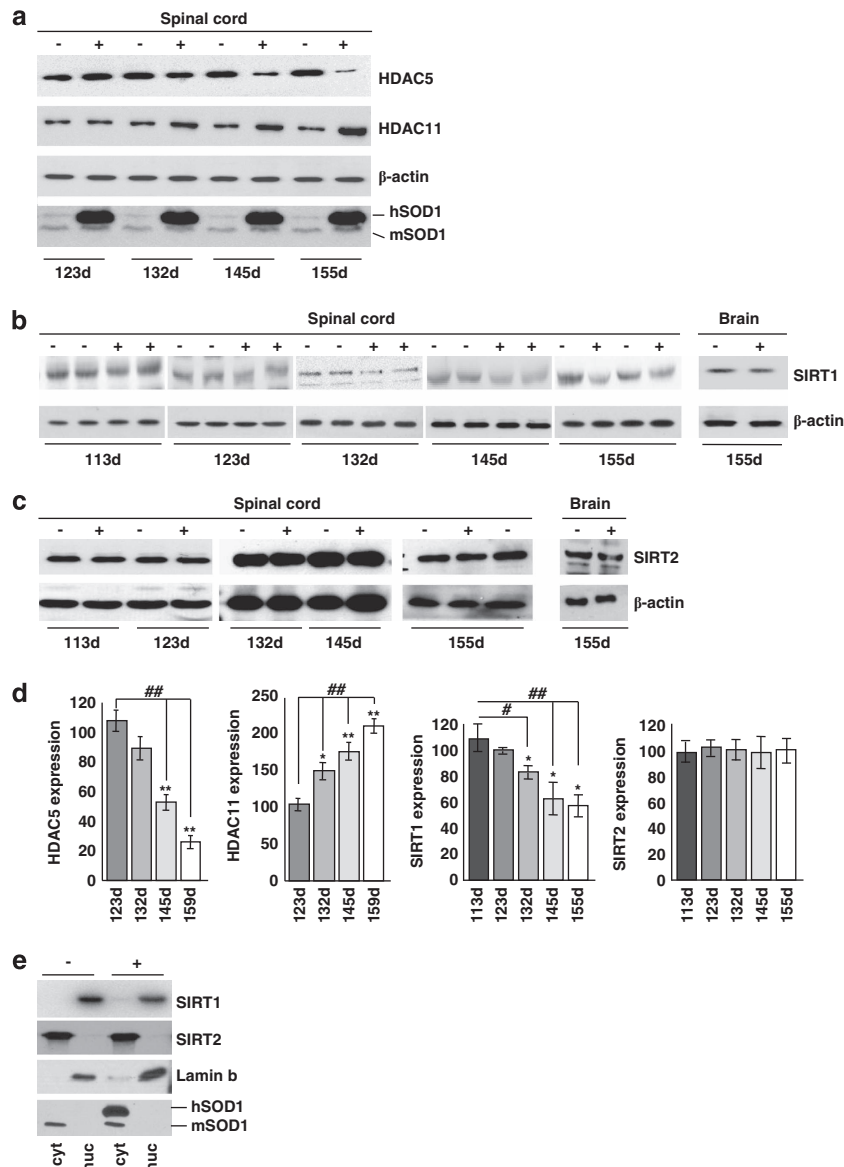 a
Spinal cord
- + - + - + - +
HDAC5
HDAC11
β-actin
hSOD1
mSOD1
123d 132d 145d 155d
b
Spinal cord Brain
- - + + - - + + - - + + - - + + - + - + - +
SIRT1
β-actin
113d 123d 132d 145d 155d 155d
c
Spinal cord Brain
- + - + - + - + - + - - +
SIRT2
β-actin
113d 123d 132d 145d 155d 155d
d
HDAC5 expression
120
100
80
60
40
20
0
##
**
**
123d 132d 145d 159d
HDAC11 expression
250
200
150
100
50
0
##
*
**
**
123d 132d 145d 159d
SIRT1 expression
120
100
80
60
40
20
0
##
#
*
*
*
113d 123d 132d 145d 155d
SIRT2 expression
120
100
80
60
40
20
0
113d 123d 132d 145d 155d
e
- +
SIRT1
SIRT2
Lamin b
hSOD1
mSOD1
cyt nuc cyt nuc